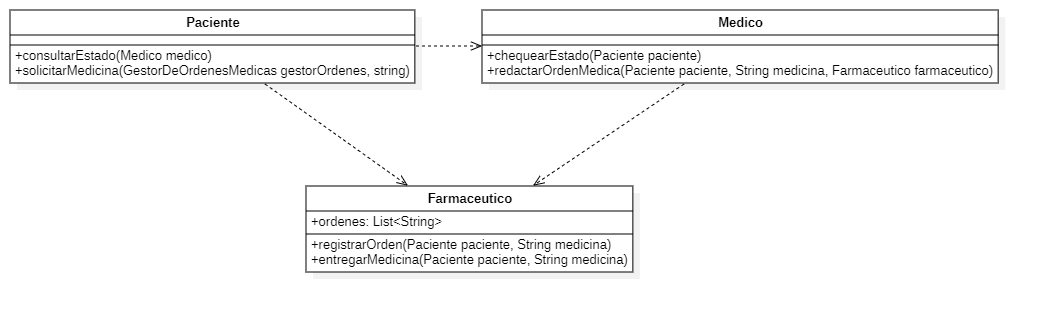 Paciente
+consultarEstado(Medico medico)
+solicitarMedicina(GestorDeOrdenesMedicas gestorOrdenes, string)
Medico
+chequearEstado(Paciente paciente)
+redactarOrdenMedica(Paciente paciente, String medicina, Farmaceutico farmaceutico)
Farmaceutico
+ordenes: List<String>
+registrarOrden(Paciente paciente, String medicina)
+entregarMedicina(Paciente paciente, String medicina)